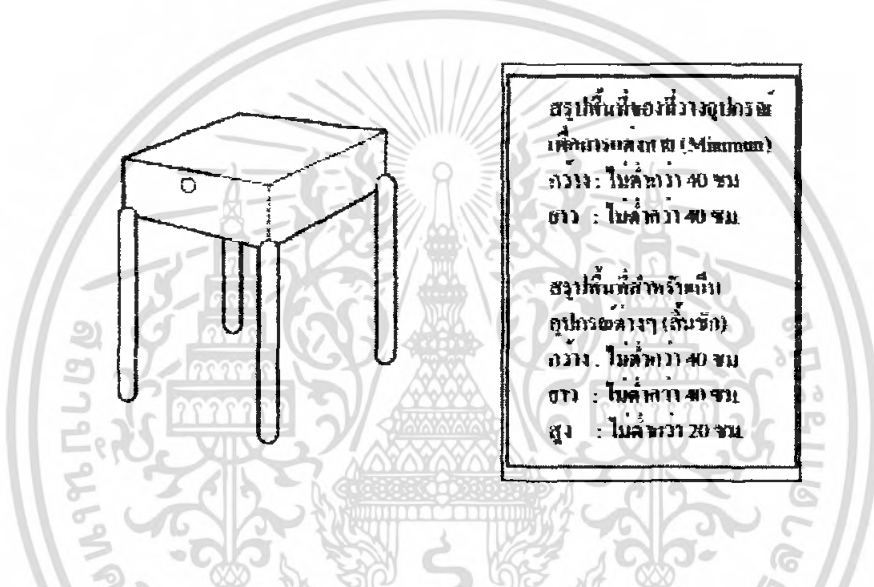 สรุปพื้นที่ของที่วางอุปกรณ์
เพื่อการแต่งกาย (Minimum)
กว้าง : ไม่ต่ำกว่า 40 ซม
ยาว : ไม่ต่ำกว่า 40 ซม.
สรุปพื้นที่สำหรับเก็บ
อุปกรณ์ต่างๆ (ลิ้นชัก)
กว้าง : ไม่ต่ำกว่า 40 ซม
ยาว : ไม่ต่ำกว่า 40 ซม.
สูง : ไม่ต่ำกว่า 20 ซม.